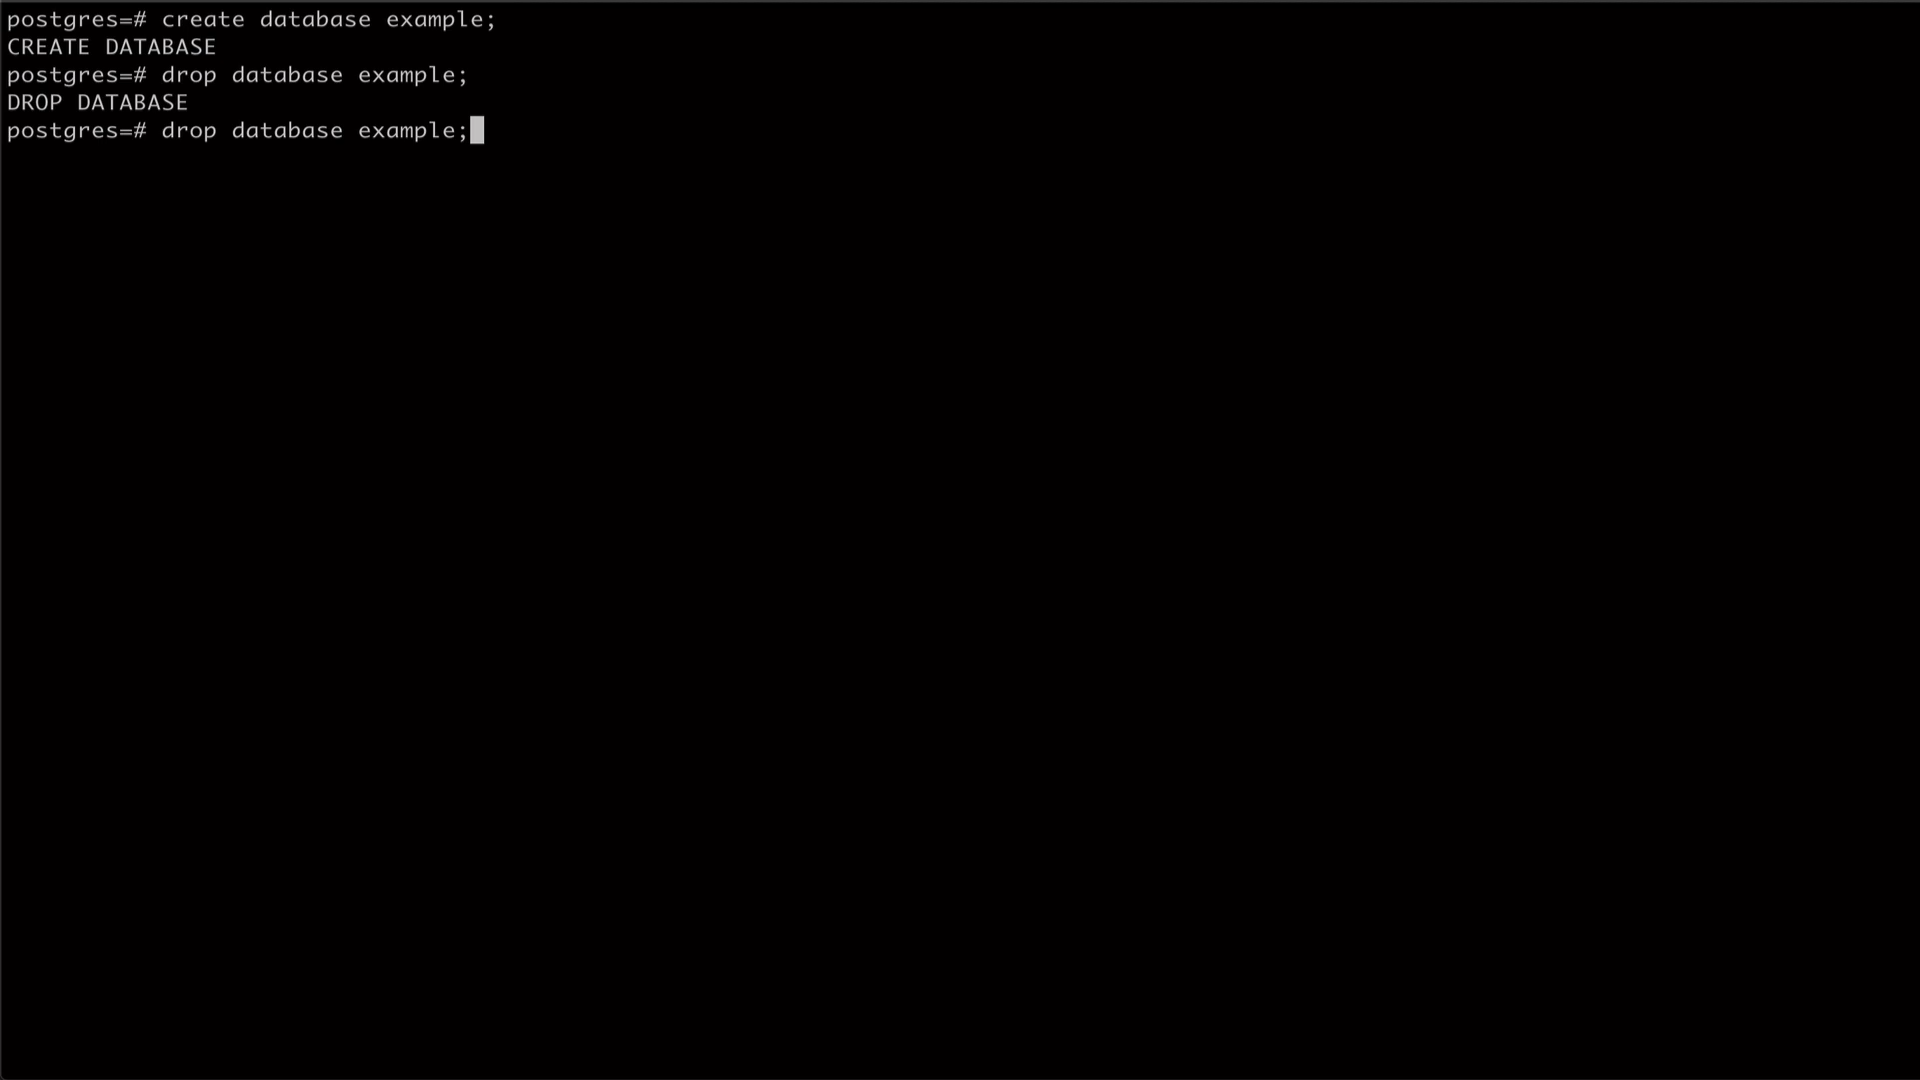 postgres=# create database example;
CREATE DATABASE
postgres=# drop database example;
DROP DATABASE
postgres=# drop database example;